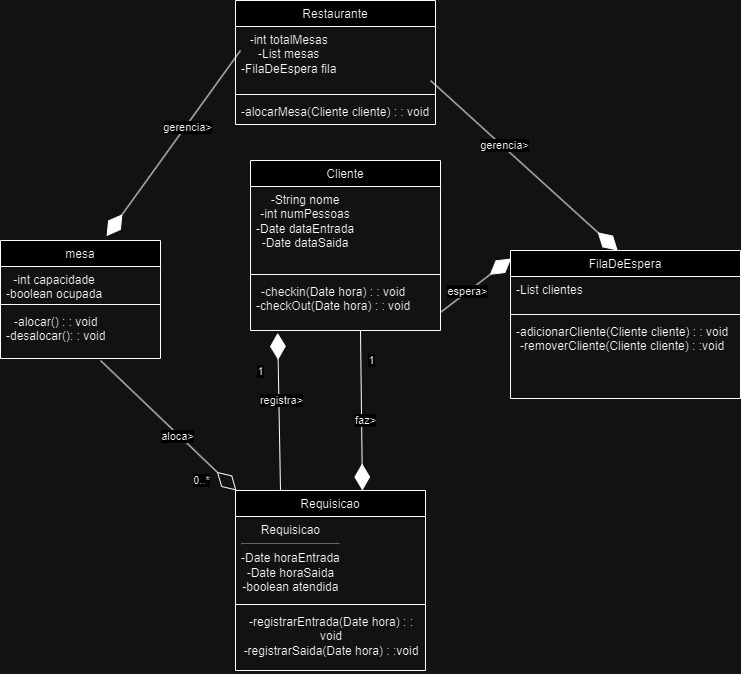 Restaurante
-int totalMesas
-List mesas
-FilaDeEspera fila
-alocarMesa(Cliente cliente) : : void
gerencia>
gerencia>
Cliente
-String nome
-int numPessoas
-Date dataEntrada
-Date dataSaida
-checkin(Date hora) : : void
-checkOut(Date hora) : : void
mesa
-int capacidade
-boolean ocupada
-alocar() : : void
-desalocar(): : void
FilaDeEspera
-List clientes
-adicionarCliente(Cliente cliente) : : void
-removerCliente(Cliente cliente) : :void
espera>
1
1
registra>
faz>
aloca>
0..*
Requisicao
Requisicao
-Date horaEntrada
-Date horaSaida
-boolean atendida
-registrarEntrada(Date hora) : :
void
-registrarSaida(Date hora) : :void